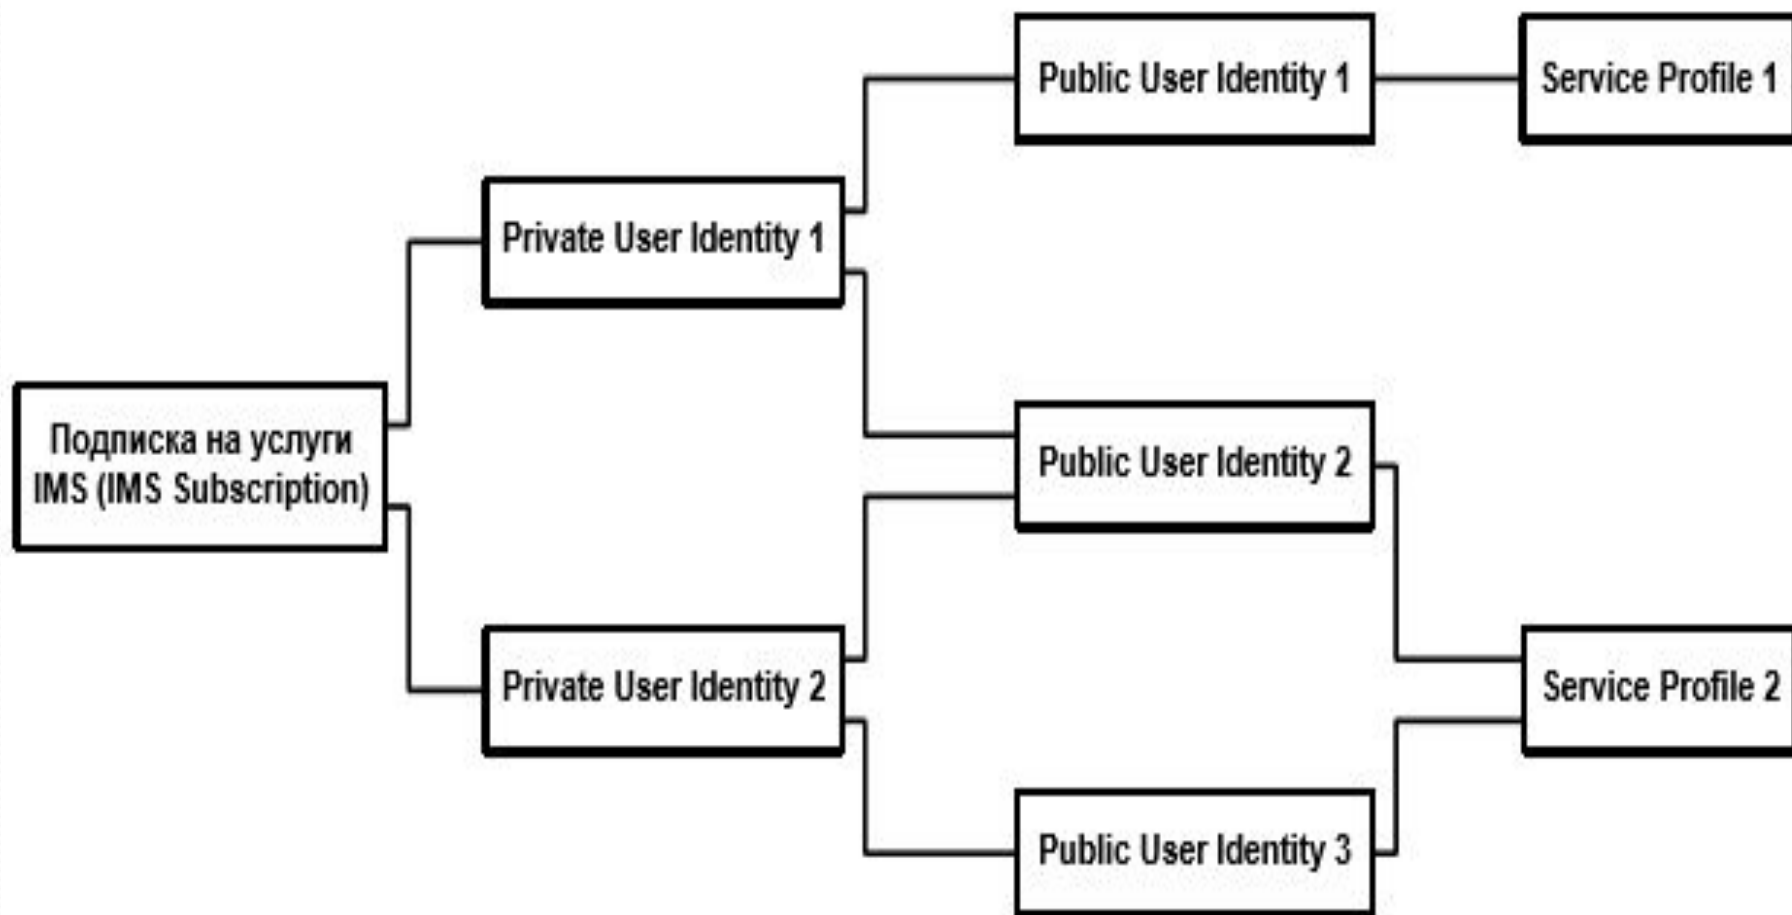 Public User Identity 1
Service Profile 1
Private User Identity 1
Подписка на услуги
IMS (IMS Subscription)
Public User Identity 2
Private User Identity 2
Service Profile 2
Public User Identity 3